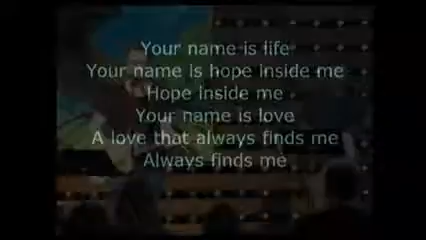 Your name is life
Your name is hope inside me
Hope inside me
Your name is love
A love that always finds me
Always finds me